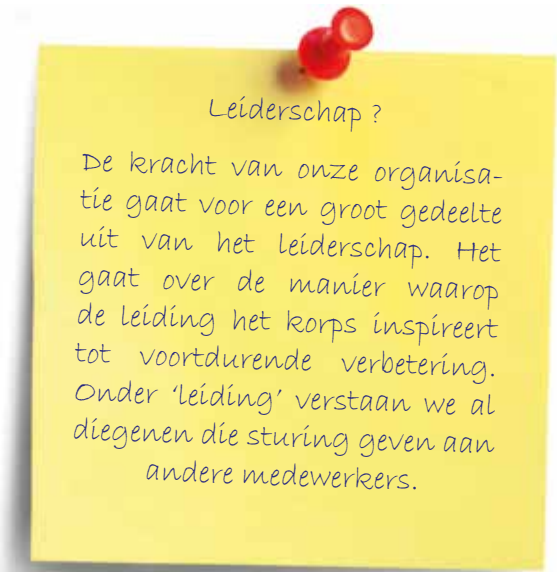 Leiderschap ?
De kracht van onze organisa-
tie gaat voor een groot gedeelte
uit van het leiderschap. Het
gaat over de manier waarop
de leiding het korps inspireert
tot voortdurende verbetering.
Onder ‘leiding’ verstaan we al
diegenen die sturing geven aan
andere medewerkers.